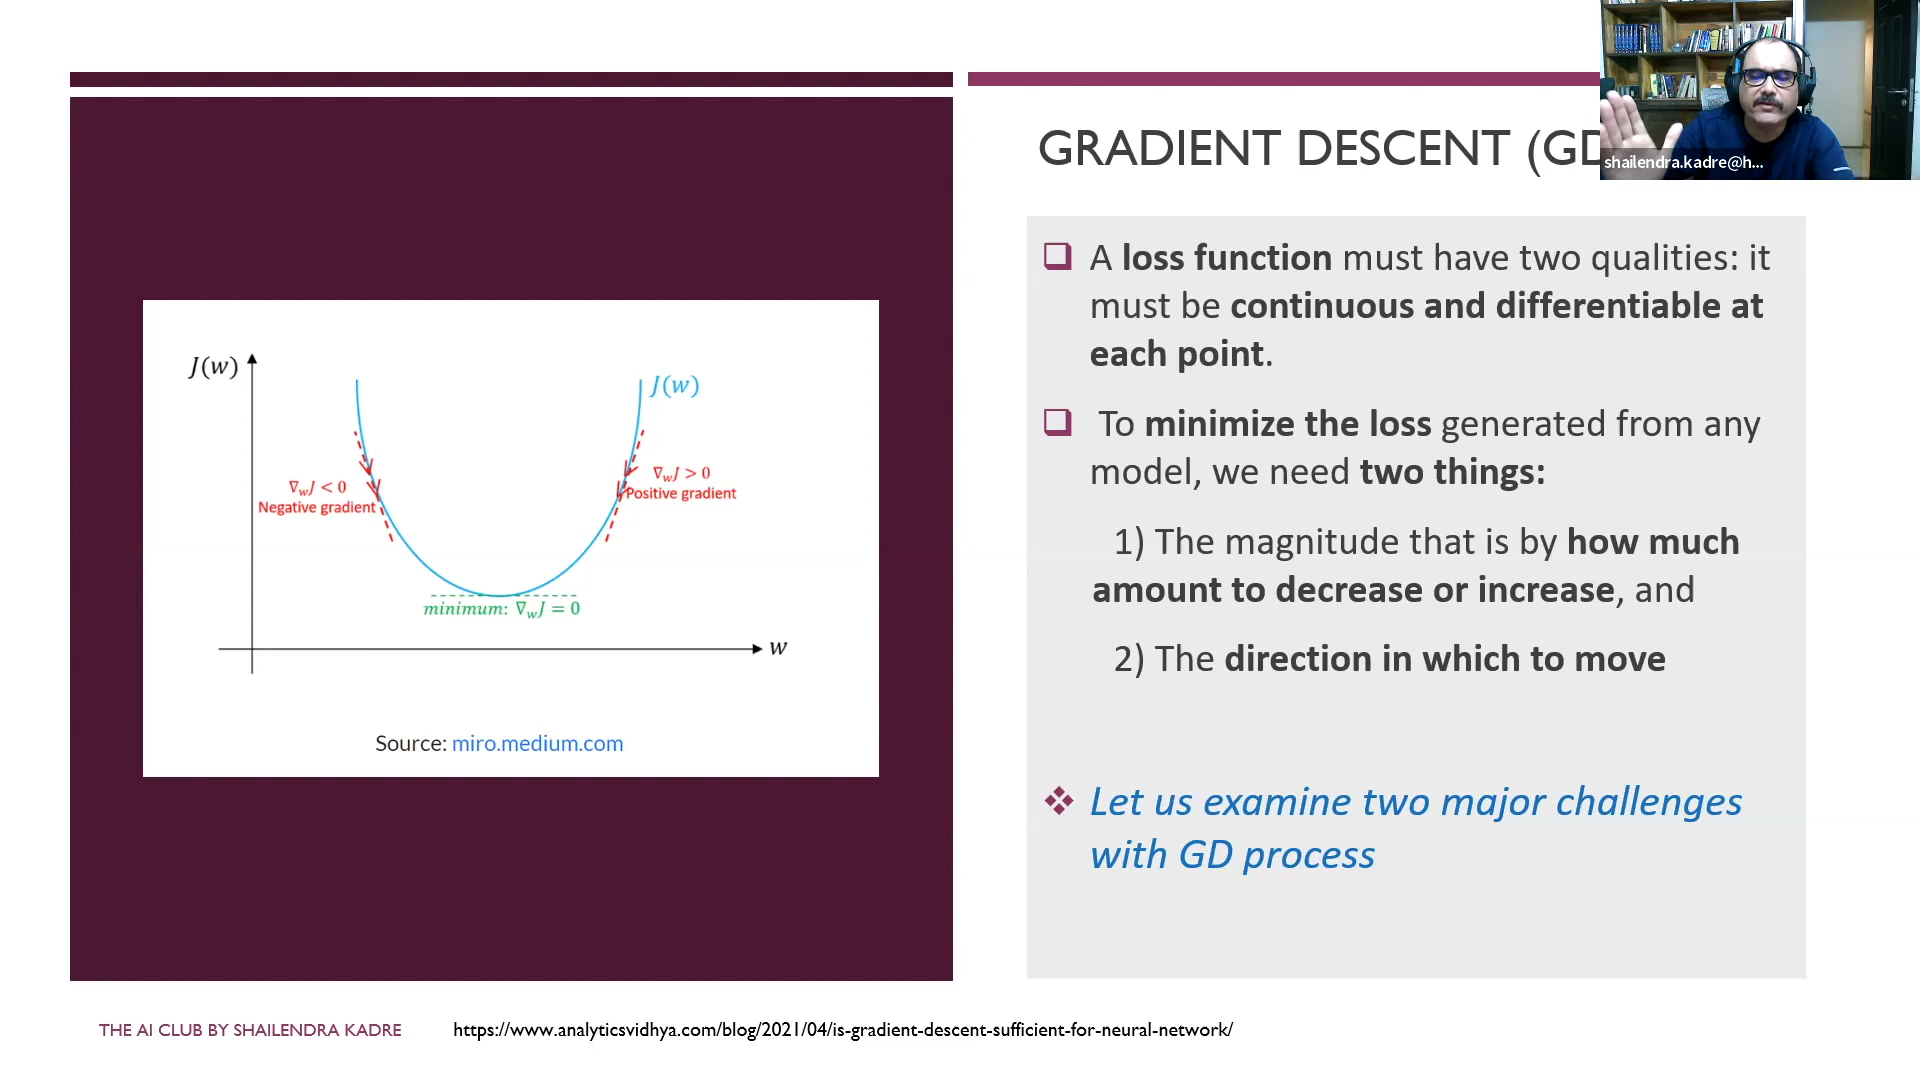 GRADIENT DESCENT (GD
shailendra.kadre@h...
J(w)
J(w)
∇wJ < 0
Negative gradient
∇wJ > 0
Positive gradient
minimum: ∇wJ = 0
w
Source: miro.medium.com
A loss function must have two qualities: it
must be continuous and differentiable at
each point.
To minimize the loss generated from any
model, we need two things:
1) The magnitude that is by how much
amount to decrease or increase, and
2) The direction in which to move
Let us examine two major challenges
with GD process
THE AI CLUB BY SHAILENDRA KADRE
https://www.analyticsvidhya.com/blog/2021/04/is-gradient-descent-sufficient-for-neural-network/